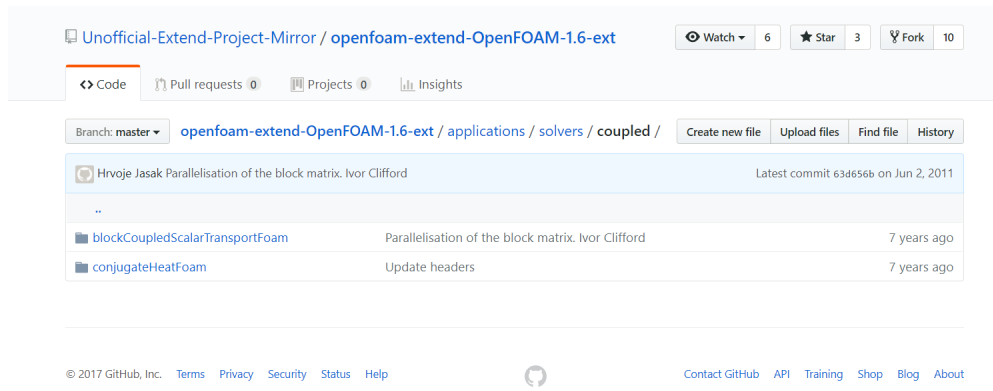 Unofficial-Extend-Project-Mirror / openfoam-extend-OpenFOAM-1.6-ext Watch 6 Star 3 Fork 10
Code Pull requests 0 Projects 0 Insights
Branch: master openfoam-extend-OpenFOAM-1.6-ext / applications / solvers / coupled / Create new file Upload files Find file History
Hrvoje Jasak Parallelisation of the block matrix. Ivor Clifford Latest commit 63d656b on Jun 2, 2011
..
blockCoupledScalarTransportFoam Parallelisation of the block matrix. Ivor Clifford 7 years ago
conjugateHeatFoam Update headers 7 years ago
© 2017 GitHub, Inc. Terms Privacy Security Status Help Contact GitHub API Training Shop Blog About